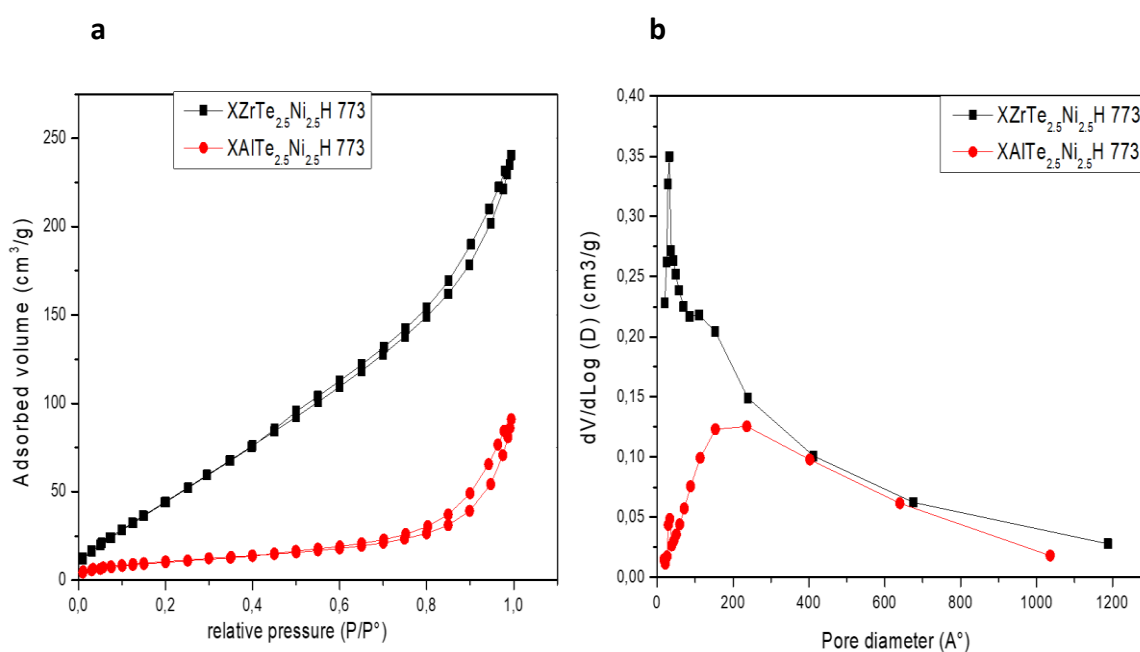 a
XZrTe2.5Ni2.5H 773
XAlTe2.5Ni2.5H 773
Adsorbed volume (cm3/g)
250
200
150
100
50
0
0,0 0,2 0,4 0,6 0,8 1,0
relative pressure (P/P°)
b
XZrTe2.5Ni2.5H 773
XAlTe2.5Ni2.5H 773
dV/dLog (D) (cm3/g)
0,40
0,35
0,30
0,25
0,20
0,15
0,10
0,05
0,00
0 200 400 600 800 1000 1200
Pore diameter (A°)